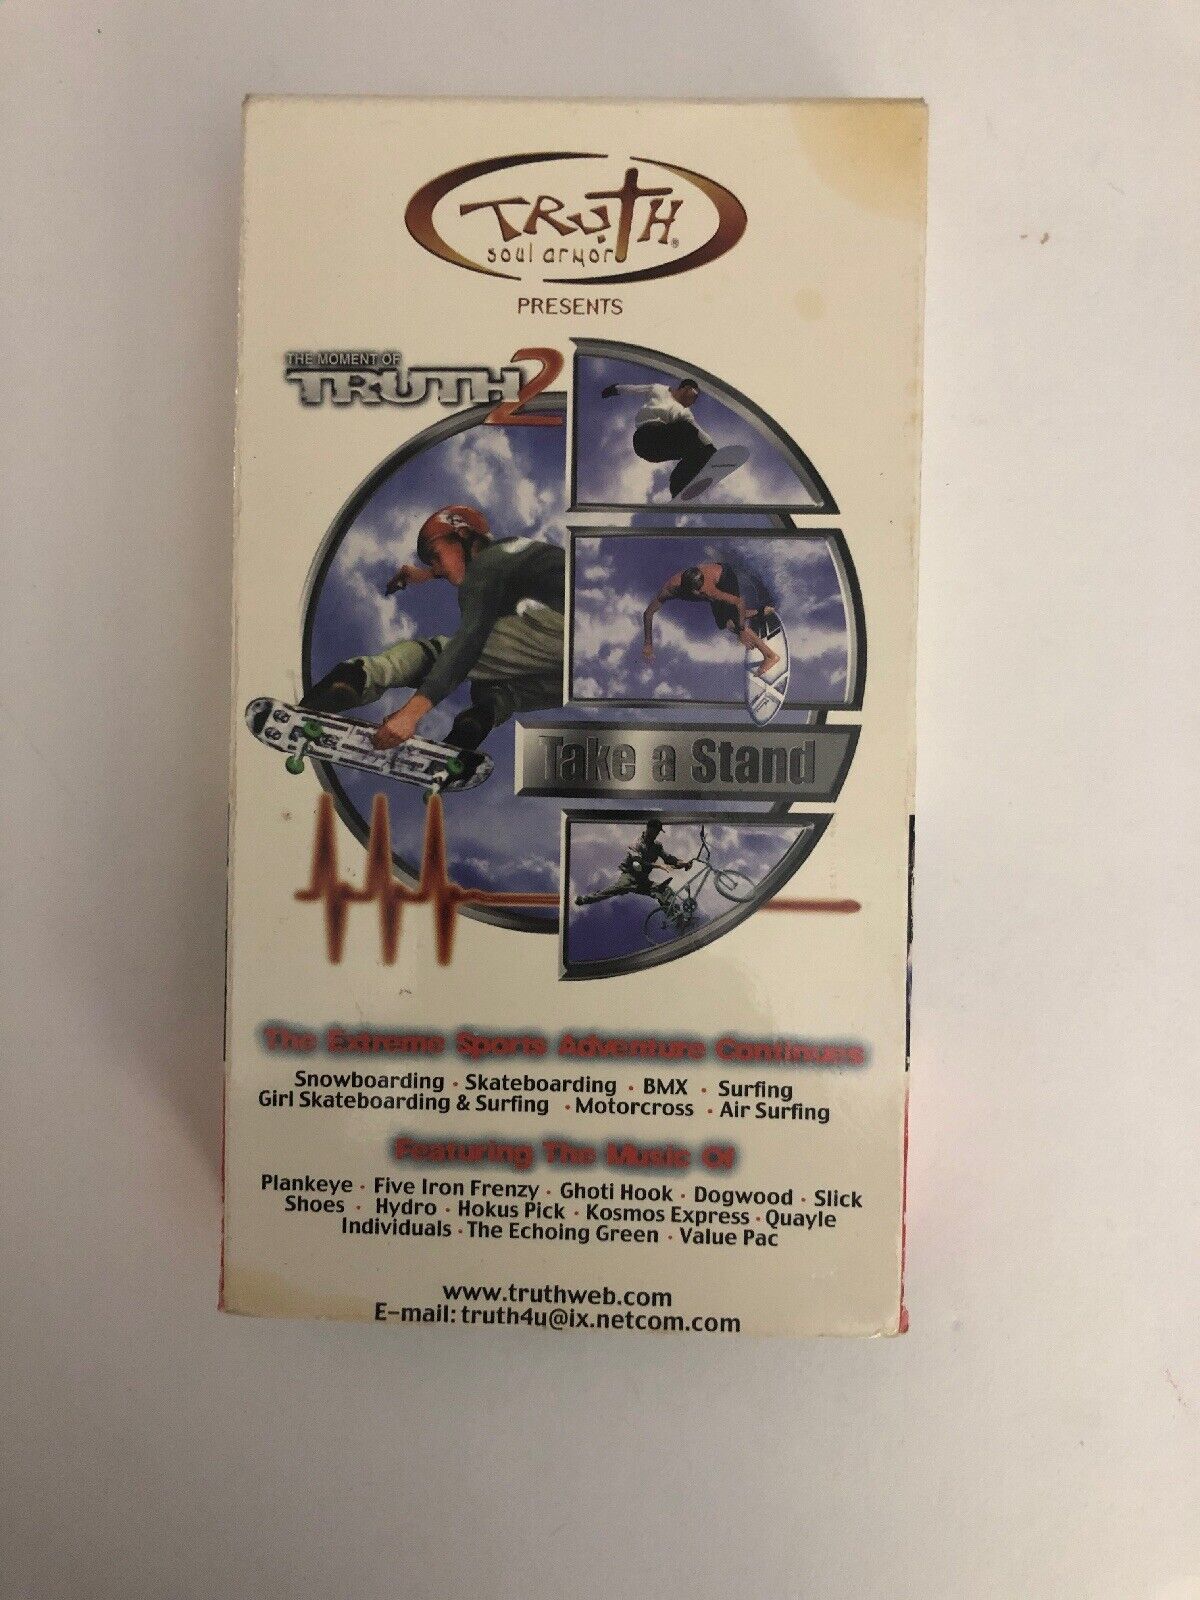 TRUTH®
soul armor
PRESENTS
THE MOMENT OF
TRUTH 2
Take a Stand
The Extreme Sports Adventure Continues
Snowboarding · Skateboarding · BMX · Surfing
Girl Skateboarding & Surfing · Motorcross · Air Surfing
Featuring The Music Of
Plankeye · Five Iron Frenzy · Ghoti Hook · Dogwood · Slick
Shoes · Hydro · Hokus Pick · Kosmos Express · Quayle
Individuals · The Echoing Green · Value Pac
www.truthweb.com
E-mail: truth4u@ix.netcom.com